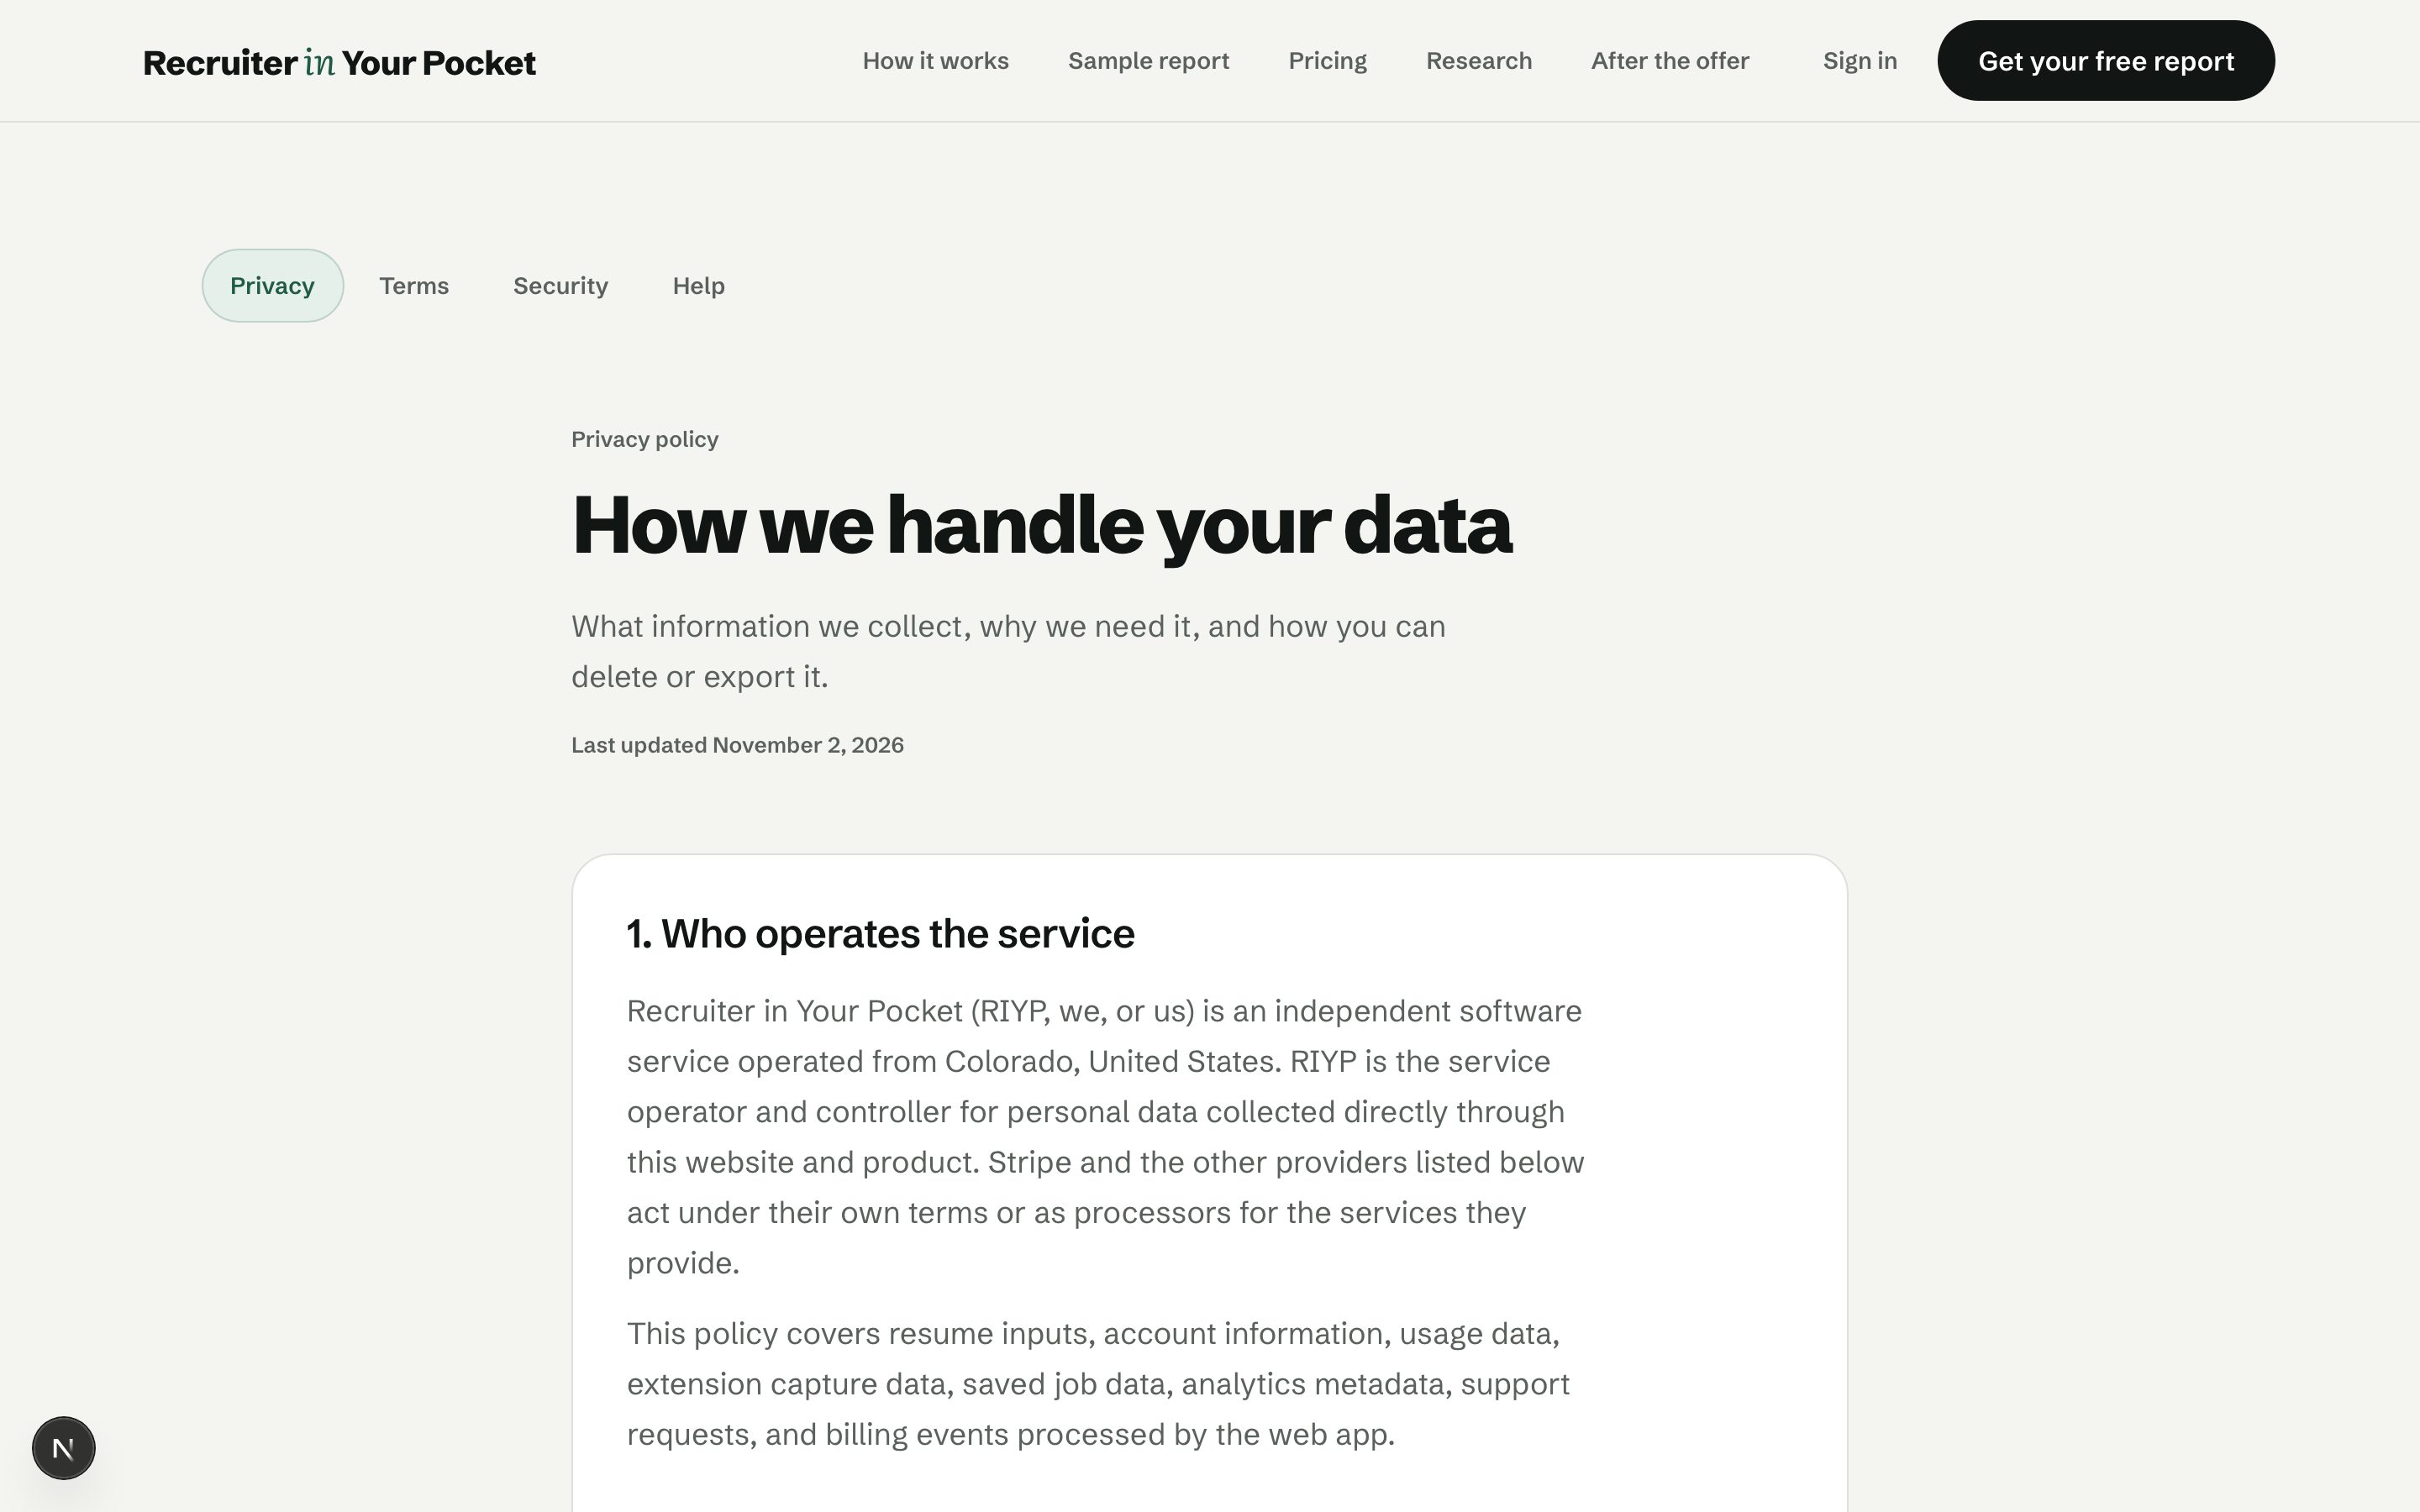 Recruiter in Your Pocket
How it works
Sample report
Pricing
Research
After the offer
Sign in
Get your free report
Privacy
Terms
Security
Help
Privacy policy
How we handle your data
What information we collect, why we need it, and how you can
delete or export it.
Last updated November 2, 2026
1. Who operates the service
Recruiter in Your Pocket (RIYP, we, or us) is an independent software
service operated from Colorado, United States. RIYP is the service
operator and controller for personal data collected directly through
this website and product. Stripe and the other providers listed below
act under their own terms or as processors for the services they
provide.
This policy covers resume inputs, account information, usage data,
extension capture data, saved job data, analytics metadata, support
requests, and billing events processed by the web app.
N